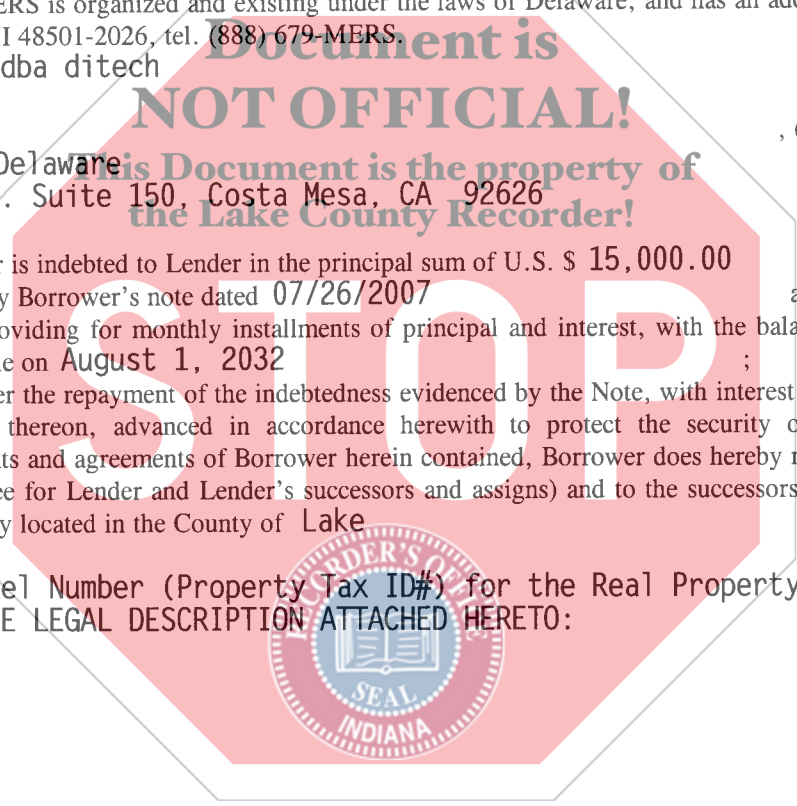 ERS is organized and existing under the laws of Delaware, and has an add
I 48501-2026, tel. (888) 679-MERS.
Document is
dba ditech
NOT OFFICIAL!
Delaware
This Document is the property of
. Suite 150, Costa Mesa, CA 92626
the Lake County Recorder!
r is indebted to Lender in the principal sum of U.S. $ 15,000.00
y Borrower's note dated 07/26/2007
oviding for monthly installments of principal and interest, with the bala
e on August 1, 2032 ;
er the repayment of the indebtedness evidenced by the Note, with interest
thereon, advanced in accordance herewith to protect the security o
ts and agreements of Borrower herein contained, Borrower does hereby
ee for Lender and Lender's successors and assigns) and to the successors
y located in the County of Lake
STOP
el Number (Property Tax ID#) for the Real Property
E LEGAL DESCRIPTION ATTACHED HERETO:
RECORDER'S OFFICE
SEAL
INDIANA